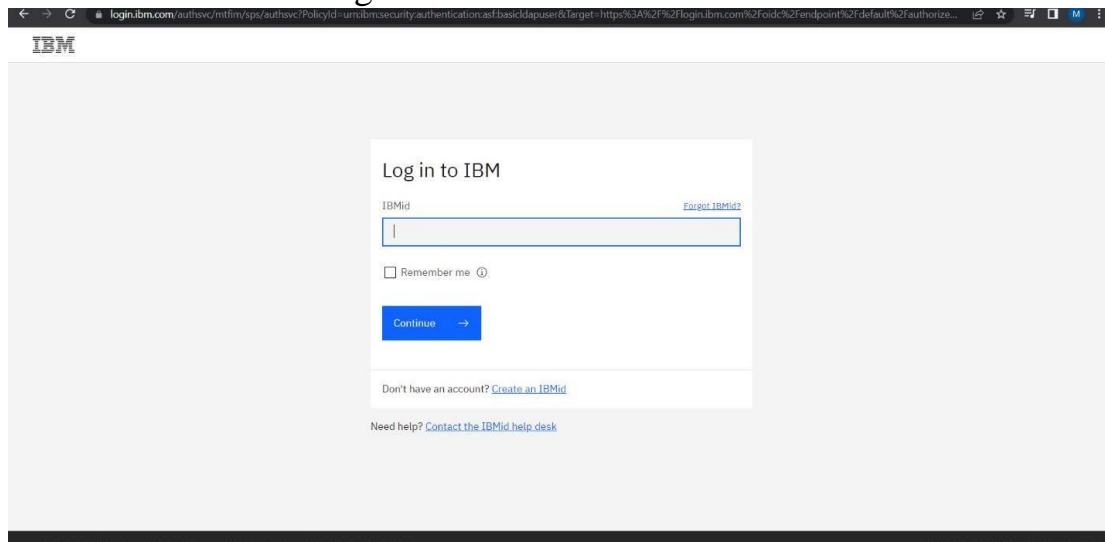 login.ibm.com/authsvc/mtfim/sps/authsvc?PolicyId=urn:ibm:security:authentication:asf:basicldapuser&Target=https%3A%2F%2Flogin.ibm.com%2Foidc%2Fendpoint%2Fdefault%2Fauthorize...
M
IBM
Log in to IBM
IBMid
Forgot IBMid?
Remember me
Continue →
Don't have an account? Create an IBMid
Need help? Contact the IBMid help desk